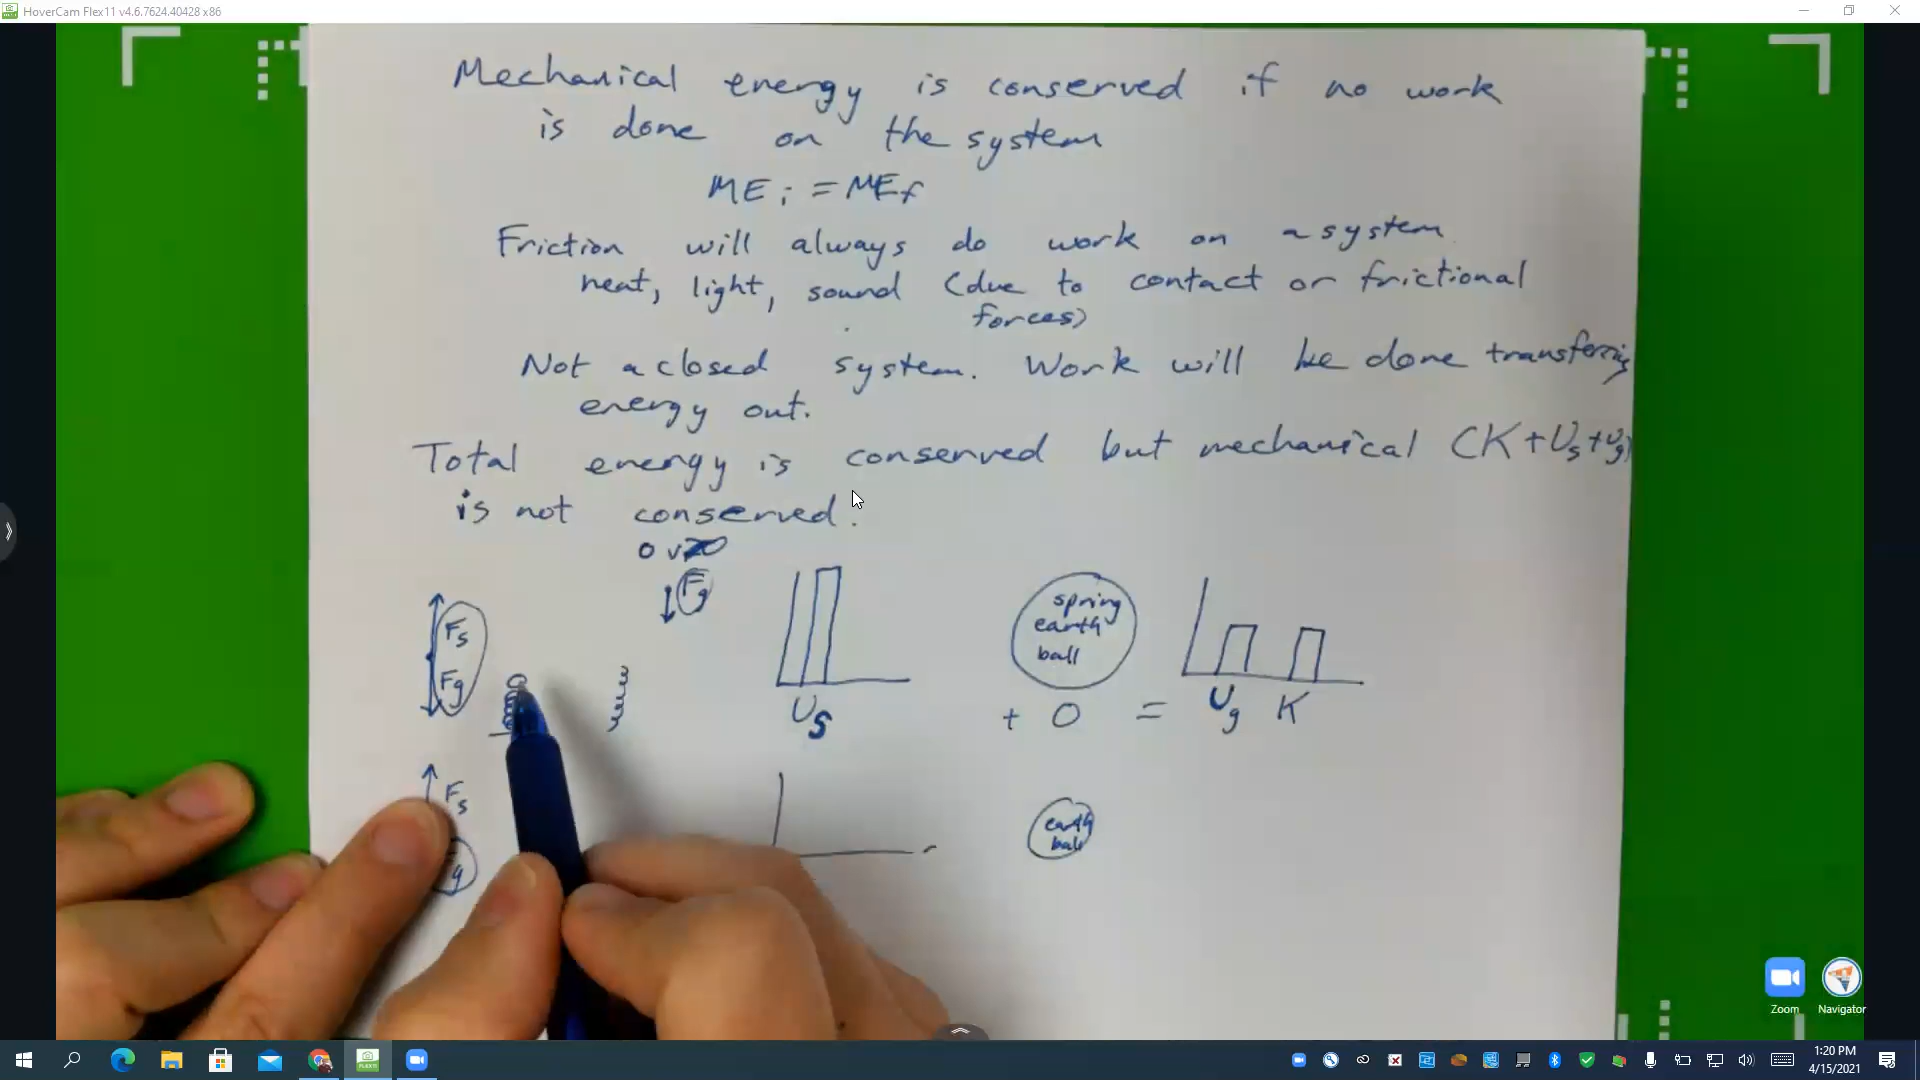 HoverCam Flex11 v4.6.7624.40428 x86
Mechanical energy is conserved if no work
is done on the system
MEi = MEf
Friction will always do work on a system
heat, light, sound (due to contact or frictional
forces)
Not a closed system. Work will be done transferring
energy out.
Total energy is conserved but mechanical (K+Us+Ug)
is not conserved.
Fg
Fs
Fg
spring
earth
ball
Us + 0 = Ug K
Fs
earth
ball
Zoom Navigator
FLEX11
1:20 PM
4/15/2021